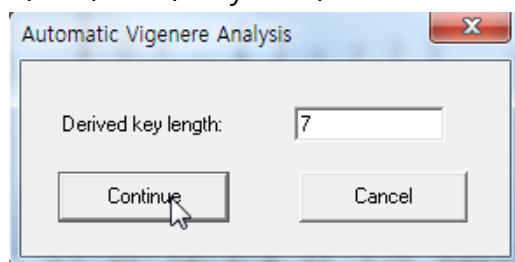 Automatic Vigenere Analysis
Derived key length: 7
Continue Cancel